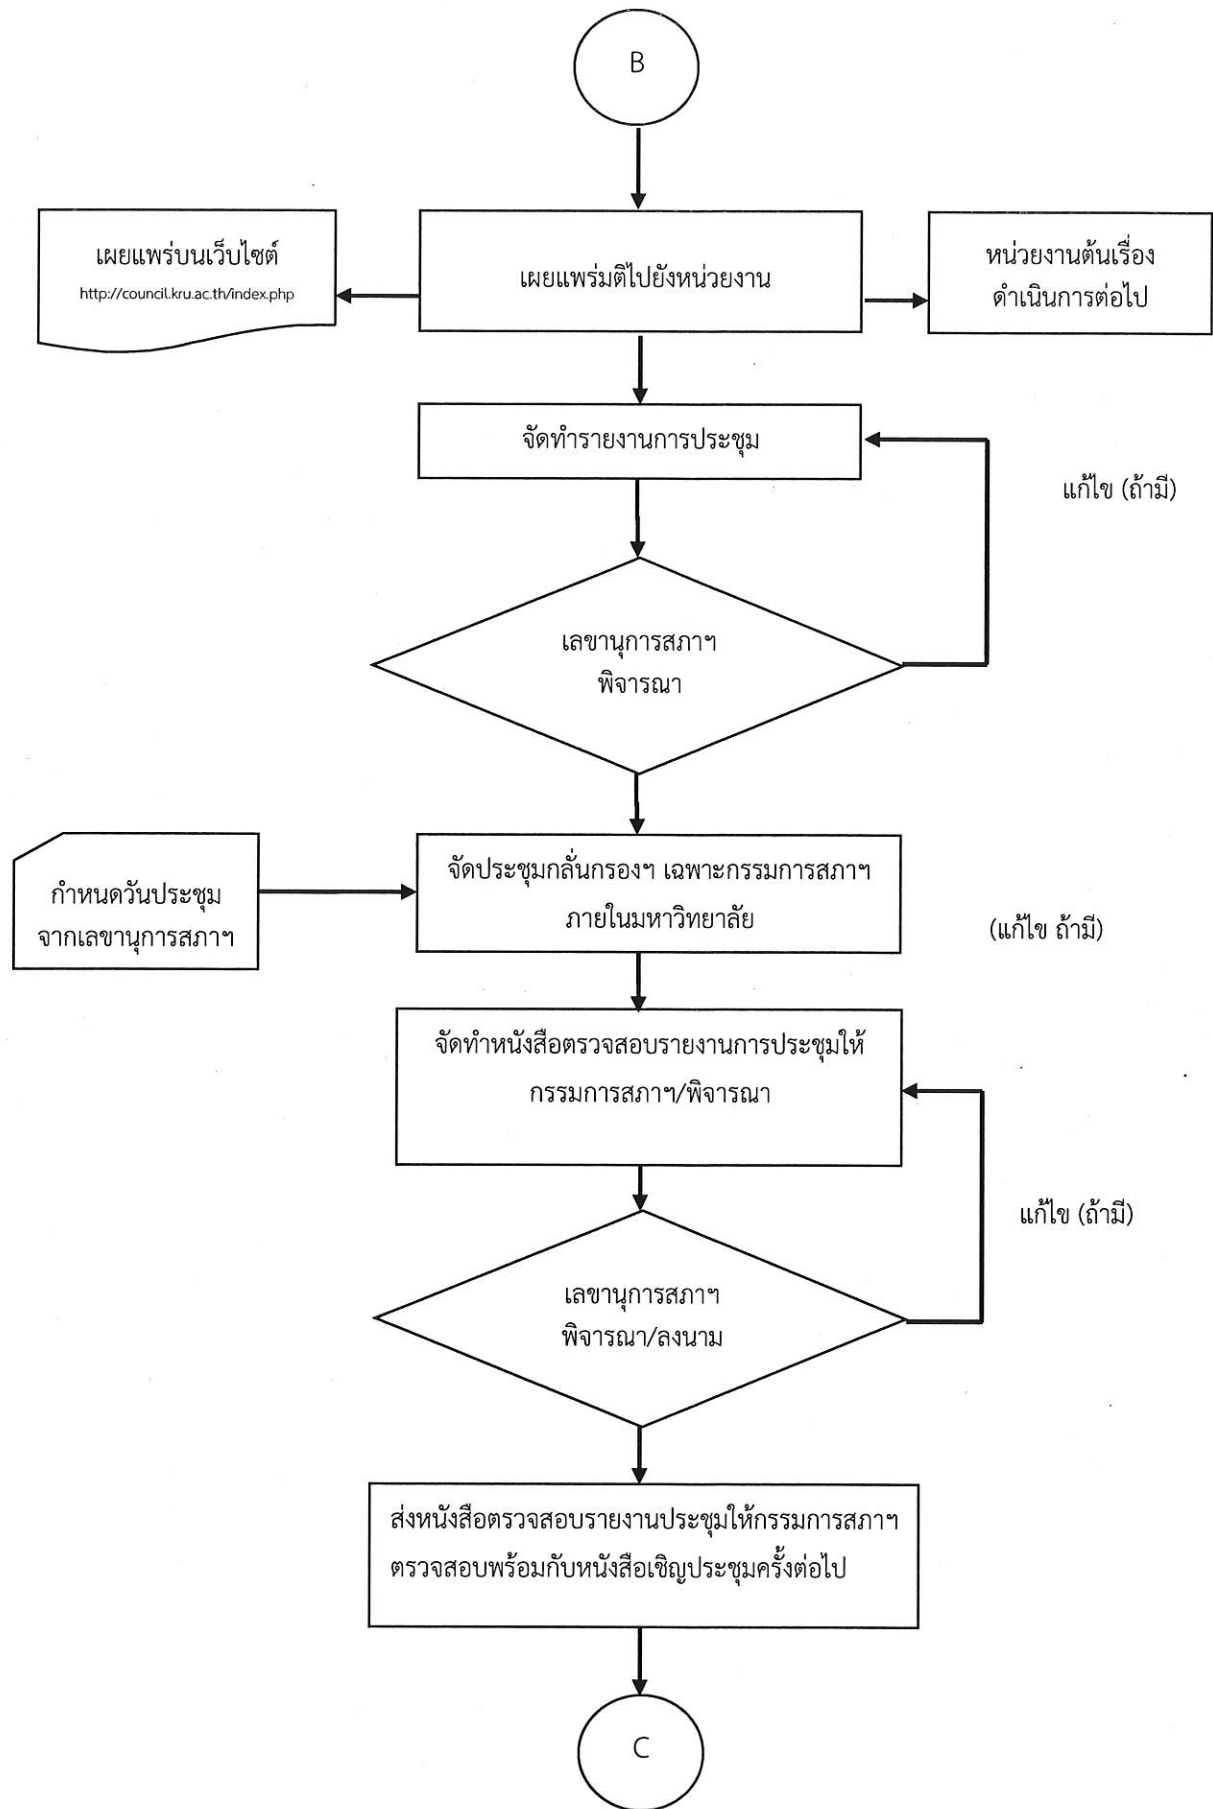 B
เผยแพร่บนเว็บไซต์
http://council.kru.ac.th/index.php
เผยแพร่มติไปยังหน่วยงาน
หน่วยงานต้นเรื่อง
ดำเนินการต่อไป
จัดทำรายงานการประชุม
แก้ไข (ถ้ามี)
เลขานุการสภาฯ
พิจารณา
กำหนดวันประชุม
จากเลขานุการสภาฯ
จัดประชุมกลั่นกรองฯ เฉพาะกรรมการสภาฯ
ภายในมหาวิทยาลัย
(แก้ไข ถ้ามี)
จัดทำหนังสือตรวจสอบรายงานการประชุมให้
กรรมการสภาฯ/พิจารณา
แก้ไข (ถ้ามี)
เลขานุการสภาฯ
พิจารณา/ลงนาม
ส่งหนังสือตรวจสอบรายงานประชุมให้กรรมการสภาฯ
ตรวจสอบพร้อมกับหนังสือเชิญประชุมครั้งต่อไป
C